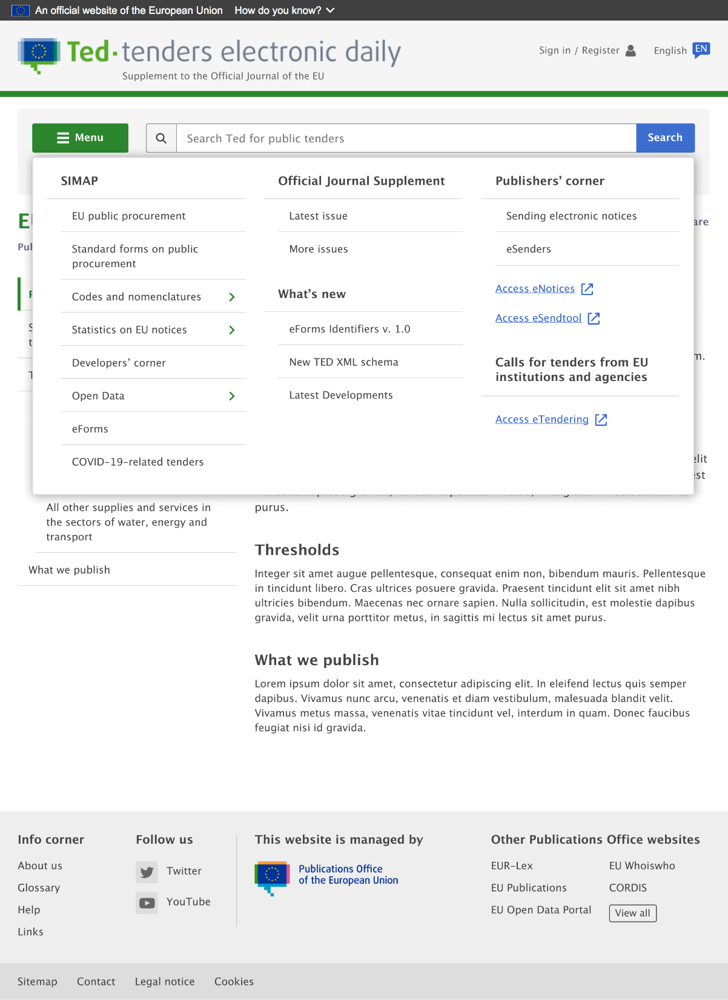 An official website of the European Union How do you know?
Ted· tenders electronic daily
Supplement to the Official Journal of the EU
Sign in / Register
English EN
Menu
Search Ted for public tenders
Search
SIMAP
EU public procurement
Standard forms on public
procurement
Codes and nomenclatures
Statistics on EU notices
Developers’ corner
Open Data
eForms
COVID-19-related tenders
Official Journal Supplement
Latest issue
More issues
What’s new
eForms Identifiers v. 1.0
New TED XML schema
Latest Developments
Publishers’ corner
Sending electronic notices
eSenders
Access eNotices
Access eSendtool
Calls for tenders from EU
institutions and agencies
Access eTendering
All other supplies and services in
the sectors of water, energy and
transport
What we publish
purus.
Thresholds
Integer sit amet augue pellentesque, consequat enim non, bibendum mauris. Pellentesque
in tincidunt libero. Cras ultrices posuere gravida. Praesent tincidunt elit sit amet nibh
ultricies bibendum. Maecenas nec ornare sapien. Nulla sollicitudin, est molestie dapibus
gravida, velit urna porttitor metus, in sagittis mi lectus sit amet purus.
What we publish
Lorem ipsum dolor sit amet, consectetur adipiscing elit. In eleifend lectus quis semper
dapibus. Vivamus nunc arcu, venenatis et diam vestibulum, malesuada blandit velit.
Vivamus metus massa, venenatis vitae tincidunt vel, interdum in quam. Donec faucibus
feugiat nisi id gravida.
Info corner
About us
Glossary
Help
Links
Follow us
Twitter
YouTube
This website is managed by
Publications Office
of the European Union
Other Publications Office websites
EUR-Lex
EU Publications
EU Open Data Portal
EU Whoiswho
CORDIS
View all
Sitemap Contact Legal notice Cookies